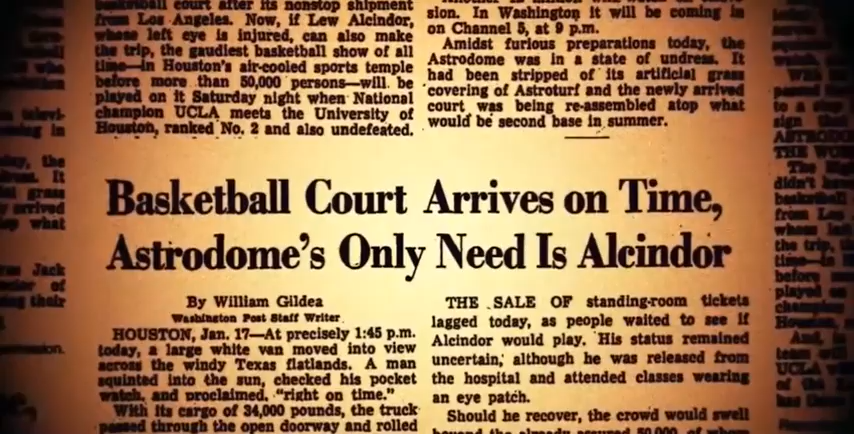 basketball court after its nonstop shipment
from Los Angeles. Now, if Lew Alcindor,
whose left eye is injured, can also make
the trip, the gaudiest basketball show of all
time—in Houston's air-cooled sports temple
before more than 50,000 persons—will be
played on it Saturday night when National
champion UCLA meets the University of
Houston, ranked No. 2 and also undefeated.
sion. In Washington it will be coming in
on Channel 5, at 9 p.m.
Amidst furious preparations today, the
Astrodome was in a state of undress. It
had been stripped of its artificial grass
covering of Astroturf and the newly arrived
court was being re-assembled atop what
would be second base in summer.
Basketball Court Arrives on Time,
Astrodome's Only Need Is Alcindor
By William Gildea
Washington Post Staff Writer
HOUSTON, Jan. 17—At precisely 1:45 p.m.
today, a large white van moved into view
across the windy Texas flatlands. A man
squinted into the sun, checked his pocket
watch, and proclaimed, "right on time."
With its cargo of 34,000 pounds, the truck
passed through the open doorway and rolled
THE SALE OF standing-room tickets
lagged today, as people waited to see if
Alcindor would play. His status remained
uncertain, although he was released from
the hospital and attended classes wearing
an eye patch.
Should he recover, the crowd would swell
beyond the already assured 50,000, of whom